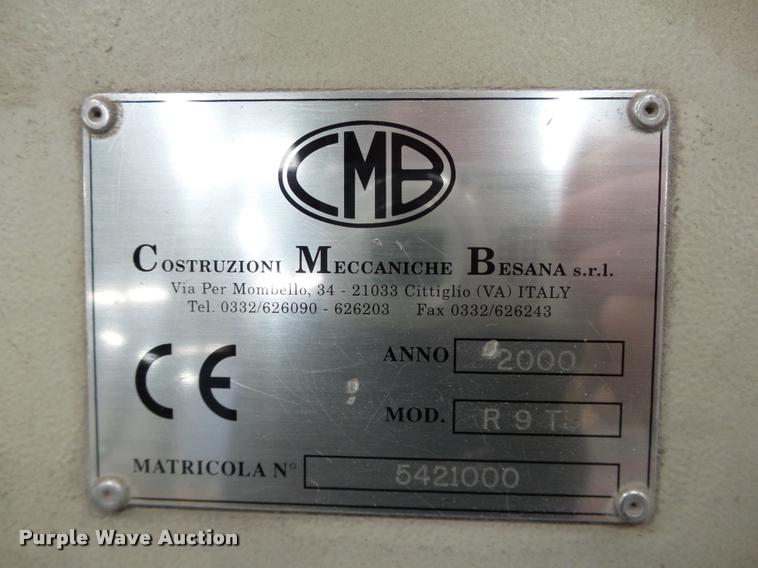 CMB
COSTRUZIONI MECCANICHE BESANA s.r.l.
Via Per Mombello, 34 - 21033 Cittiglio (VA) ITALY
Tel. 0332/626090 - 626203 Fax 0332/626243
CE
ANNO 2000
MOD. R 9 T
MATRICOLA N° 5421000
Purple Wave Auction